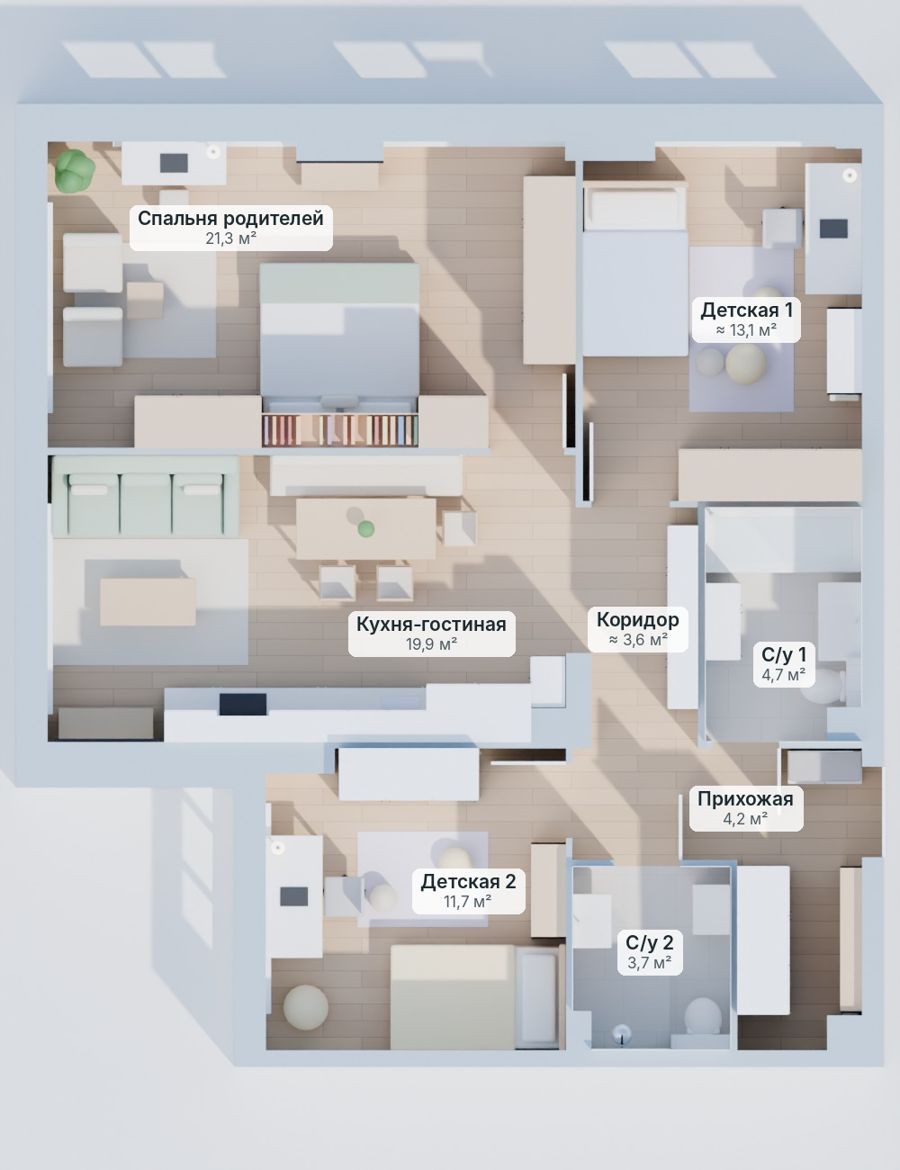 Спальня родителей
21,3 м²
Детская 1
≈ 13,1 м²
Кухня-гостиная
19,9 м²
Коридор
≈ 3,6 м²
С/у 1
4,7 м²
Прихожая
4,2 м²
Детская 2
11,7 м²
С/у 2
3,7 м²